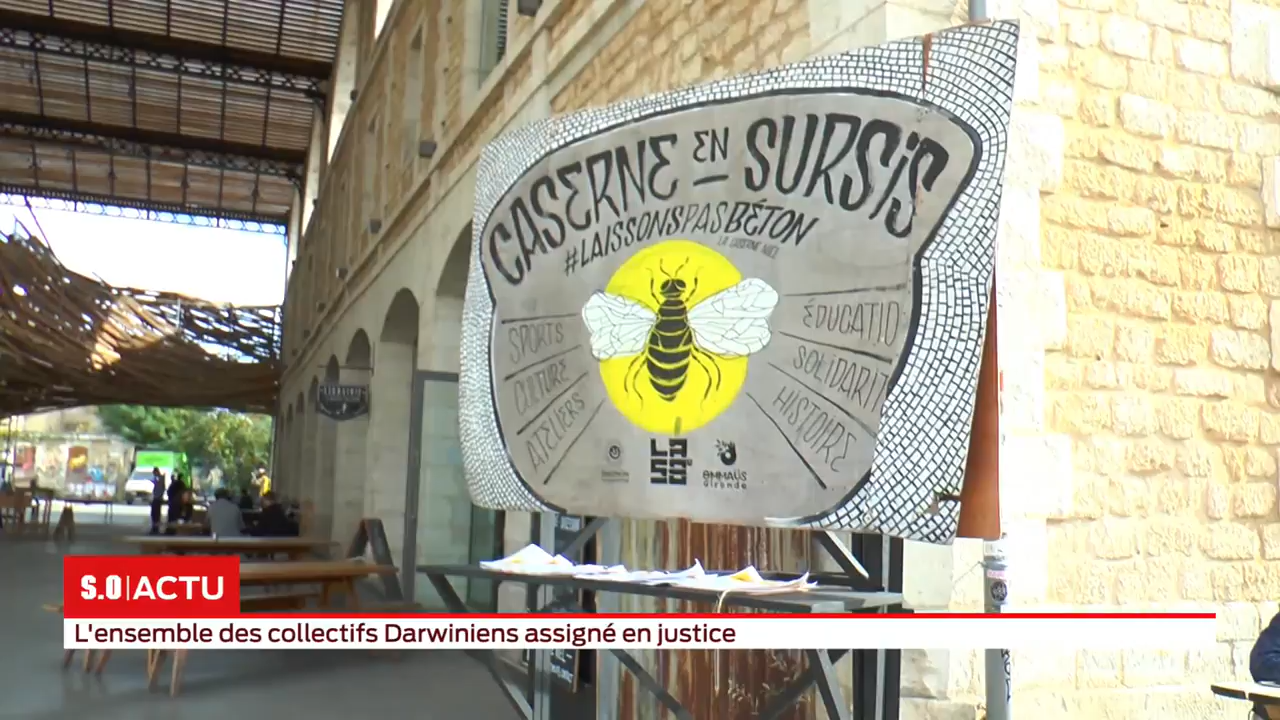 CASERNE EN SURSIS
#LAISSONSPASBÉTON
SPORTS
CULTURE
ATELIERS
ÉDUCATIO
SOLIDARIT
HISTOIRE
EMMAÜS
Gironde
S.O ACTU
L'ensemble des collectifs Darwiniens assigné en justice